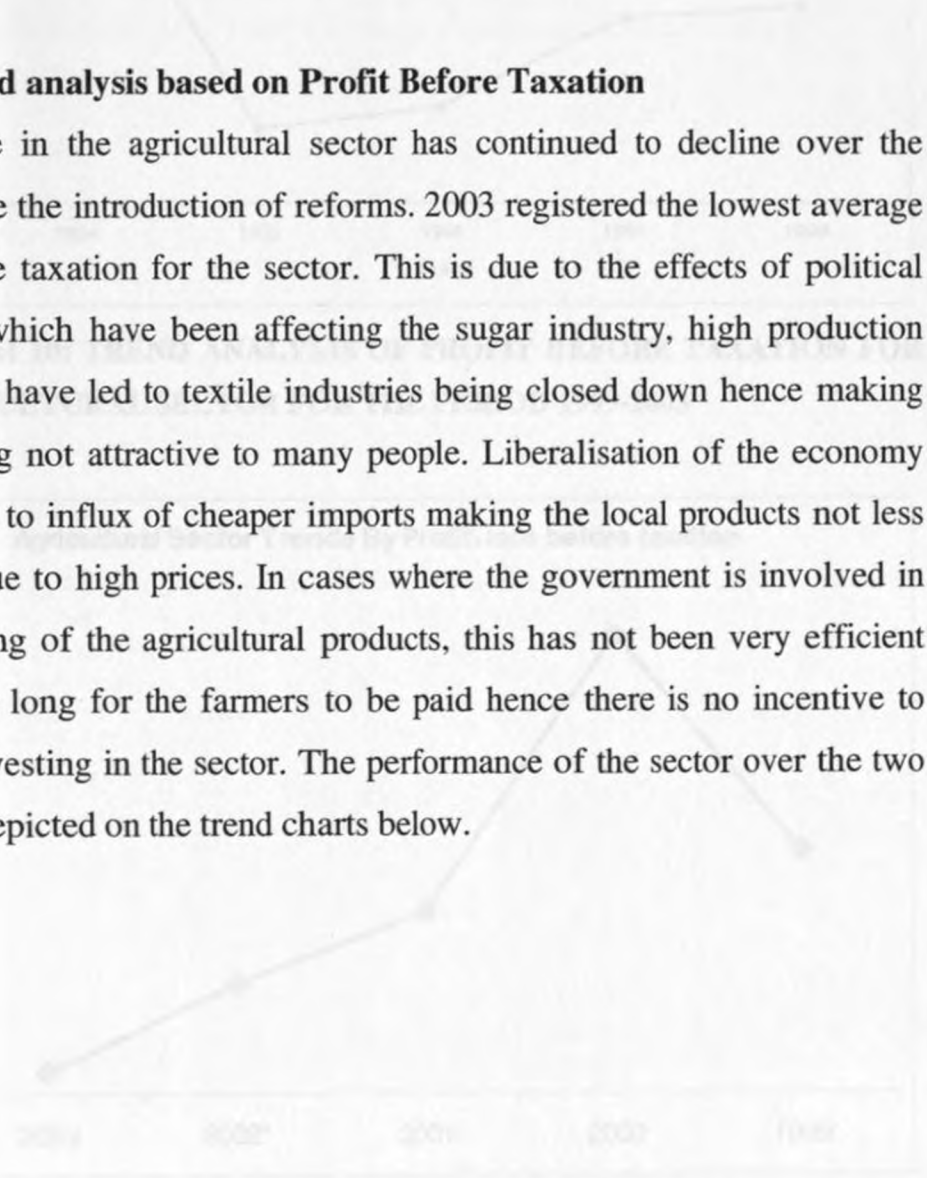 d analysis based on Profit Before Taxation
in the agricultural sector has continued to decline over the
e the introduction of reforms. 2003 registered the lowest average
e taxation for the sector. This is due to the effects of political
which have been affecting the sugar industry, high production
have led to textile industries being closed down hence making
g not attractive to many people. Liberalisation of the economy
to influx of cheaper imports making the local products not less
ue to high prices. In cases where the government is involved in
ng of the agricultural products, this has not been very efficient
long for the farmers to be paid hence there is no incentive to
vesting in the sector. The performance of the sector over the two
epicted on the trend charts below.